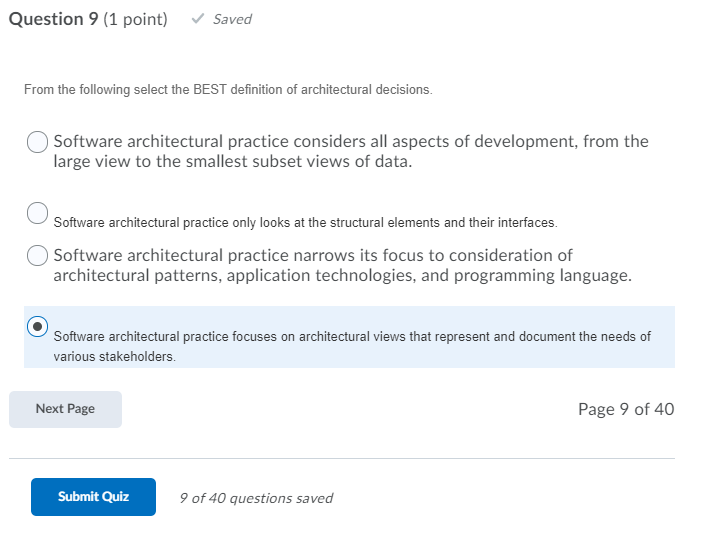 Question 9 (1 point) ✓ Saved
From the following select the BEST definition of architectural decisions.
Software architectural practice considers all aspects of development, from the
large view to the smallest subset views of data.
Software architectural practice only looks at the structural elements and their interfaces.
Software architectural practice narrows its focus to consideration of
architectural patterns, application technologies, and programming language.
Software architectural practice focuses on architectural views that represent and document the needs of
various stakeholders.
Next Page
Page 9 of 40
Submit Quiz
9 of 40 questions saved